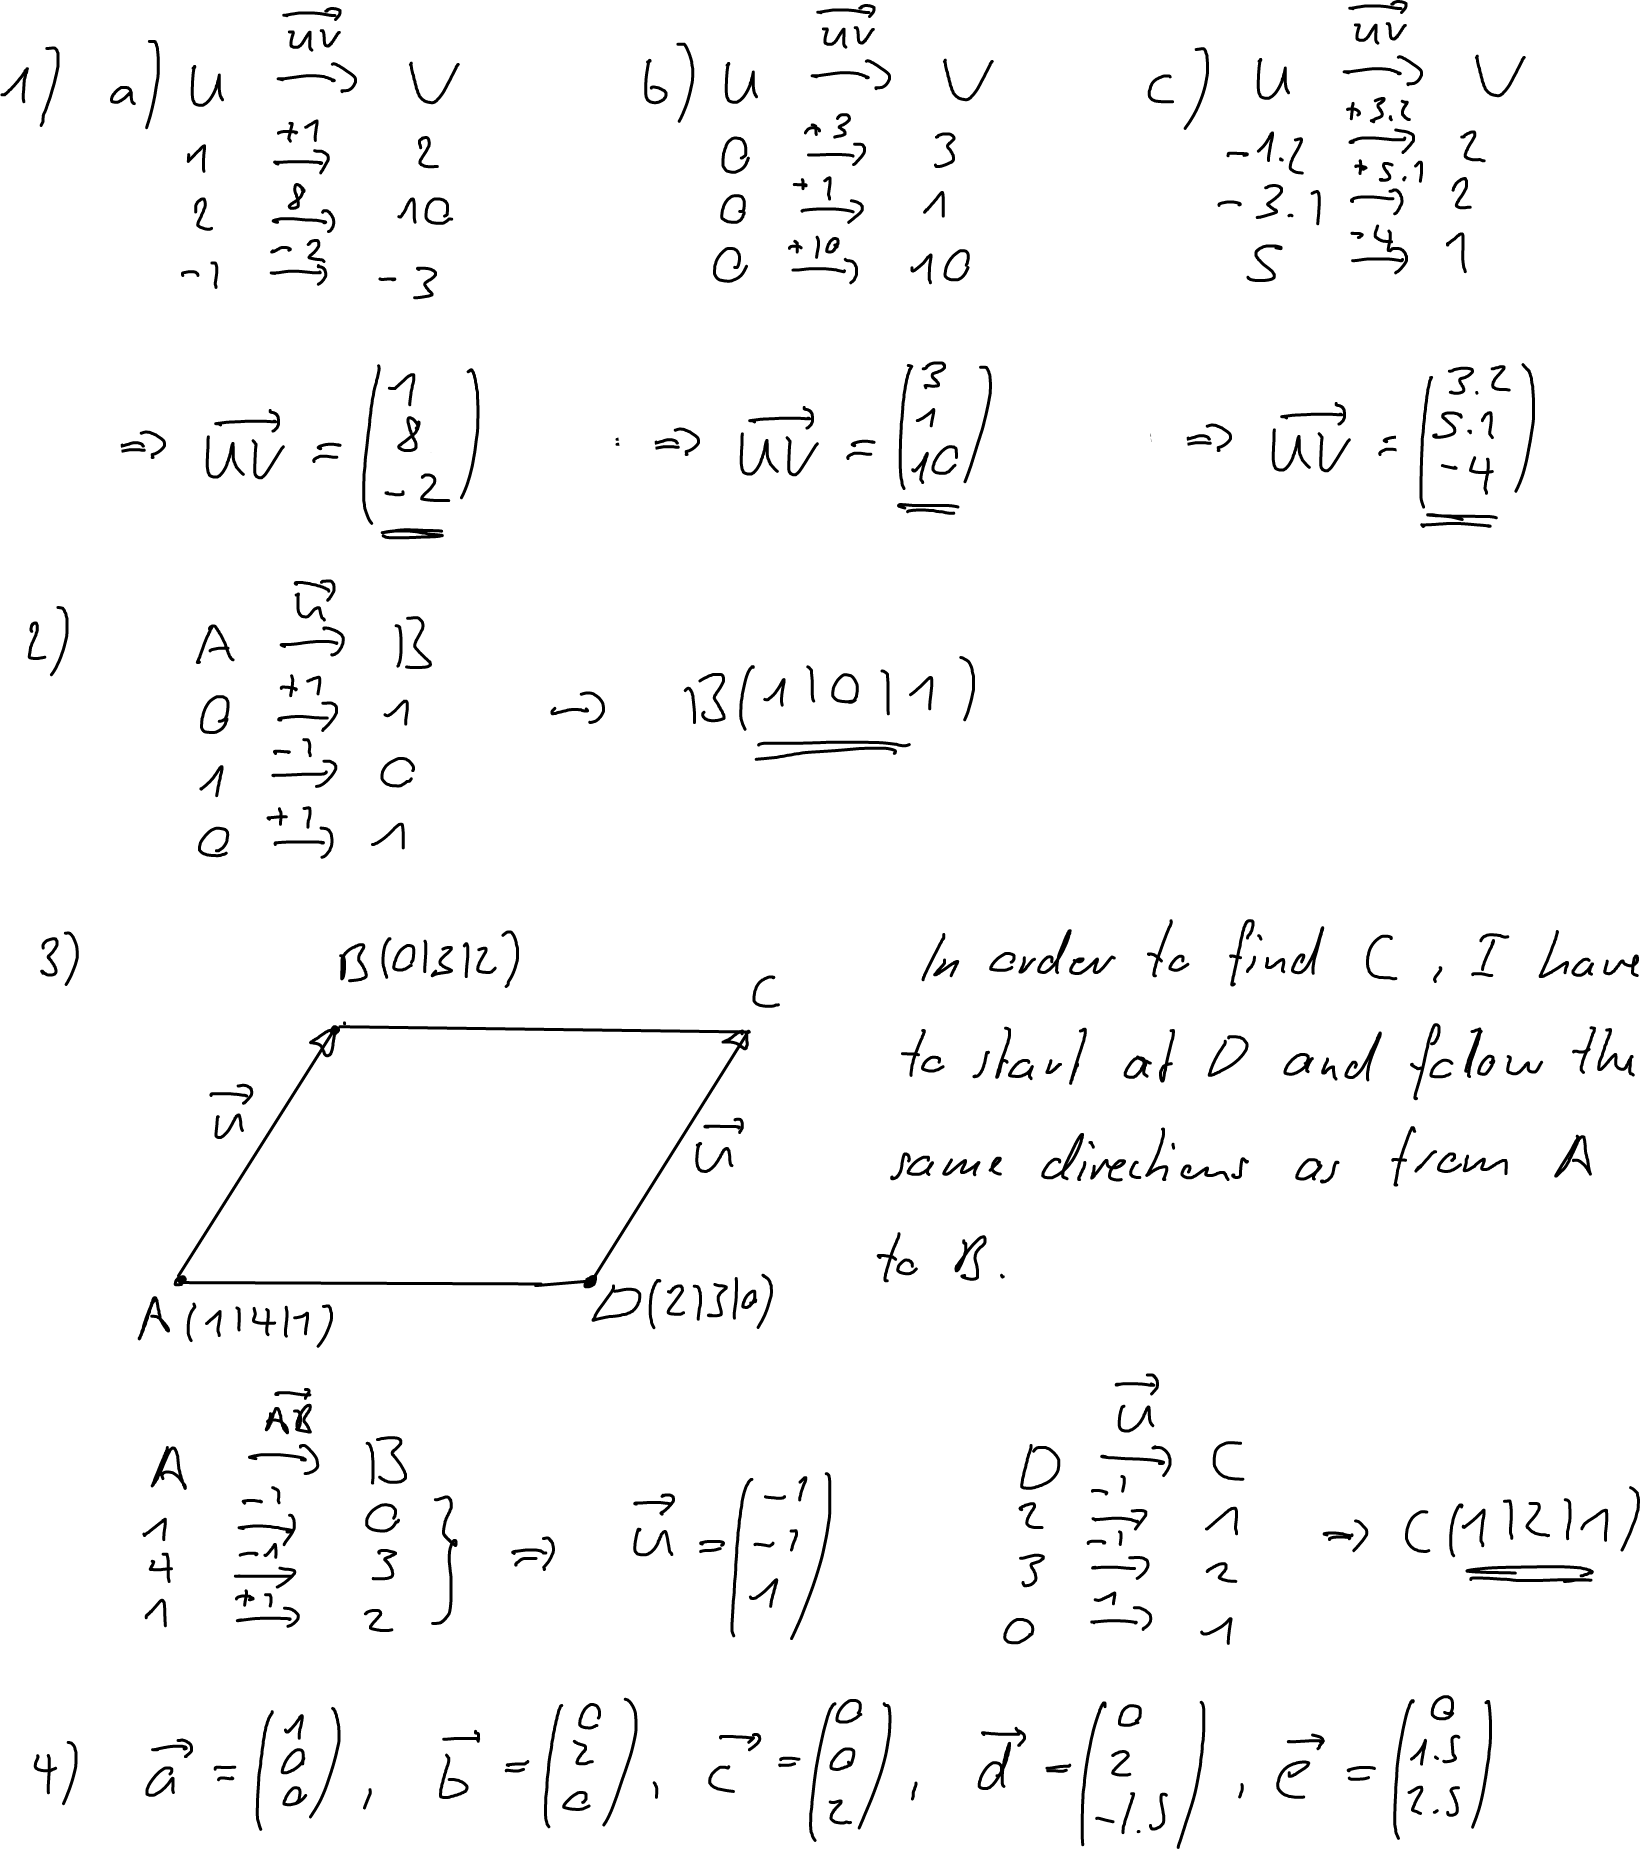 1) a) U $\xrightarrow{\overrightarrow{UV}}$ V
1 $\xrightarrow{+1}$ 2
2 $\xrightarrow{8}$ 10
-1 $\xrightarrow{-2}$ -3
⇒ $\overrightarrow{UV} = \begin{pmatrix} 1 \\ 8 \\ -2 \end{pmatrix}$
b) U $\xrightarrow{\overrightarrow{UV}}$ V
0 $\xrightarrow{+3}$ 3
0 $\xrightarrow{+1}$ 1
0 $\xrightarrow{+10}$ 10
⇒ $\overrightarrow{UV} = \begin{pmatrix} 3 \\ 1 \\ 10 \end{pmatrix}$
c) U $\xrightarrow{\overrightarrow{UV}}$ V
-1.2 $\xrightarrow{+3.2}$ 2
-3.1 $\xrightarrow{+5.1}$ 2
5 $\xrightarrow{-4}$ 1
⇒ $\overrightarrow{UV} = \begin{pmatrix} 3.2 \\ 5.1 \\ -4 \end{pmatrix}$
2) A $\xrightarrow{\vec{u}}$ B
0 $\xrightarrow{+1}$ 1
1 $\xrightarrow{-1}$ 0
0 $\xrightarrow{+1}$ 1
→ B(1|0|1)
3)
B(0|3|2)
C
$\vec{u}$
$\vec{u}$
A(1|4|1)
D(2|3|0)
In order to find C, I have
to start at D and folow the
same directions as from A
to B.
A $\xrightarrow{\overrightarrow{AB}}$ B
1 $\xrightarrow{-1}$ 0
4 $\xrightarrow{-1}$ 3
1 $\xrightarrow{+1}$ 2
⇒ $\vec{u} = \begin{pmatrix} -1 \\ -1 \\ 1 \end{pmatrix}$
D $\xrightarrow{\vec{u}}$ C
2 $\xrightarrow{-1}$ 1
3 $\xrightarrow{-1}$ 2
0 $\xrightarrow{1}$ 1
⇒ C(1|2|1)
4) $\vec{a} = \begin{pmatrix} 1 \\ 0 \\ 0 \end{pmatrix}, \vec{b} = \begin{pmatrix} 0 \\ 2 \\ 0 \end{pmatrix}, \vec{c} = \begin{pmatrix} 0 \\ 0 \\ 2 \end{pmatrix}, \vec{d} = \begin{pmatrix} 0 \\ 2 \\ -1.5 \end{pmatrix}, \vec{e} = \begin{pmatrix} 0 \\ 1.5 \\ 2.5 \end{pmatrix}$